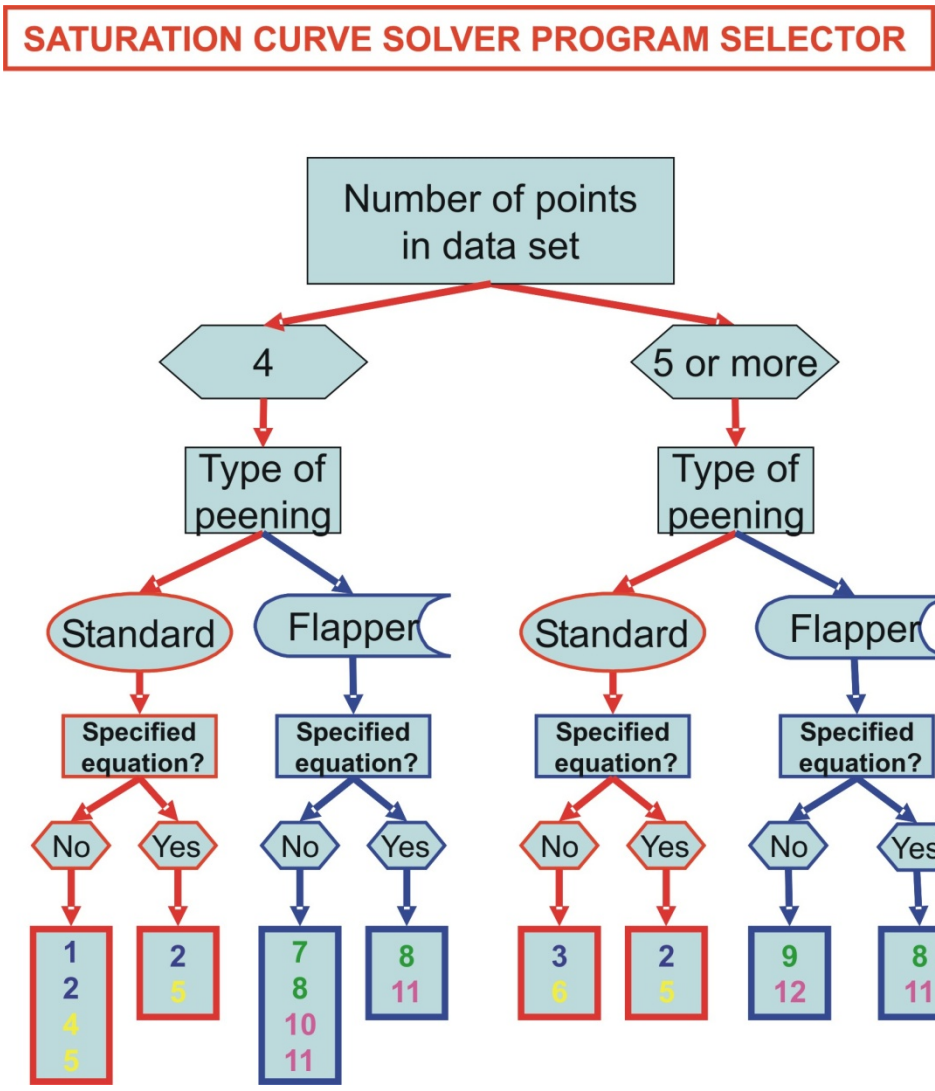 SATURATION CURVE SOLVER PROGRAM SELECTOR
Number of points
in data set
4
5 or more
Type of
peening
Type of
peening
Standard
Flapper
Standard
Flapper
Specified
equation?
Specified
equation?
Specified
equation?
Specified
equation?
No
Yes
No
Yes
No
Yes
No
Yes
1
2
4
5
2
5
7
8
10
11
8
11
3
6
2
5
9
12
8
11